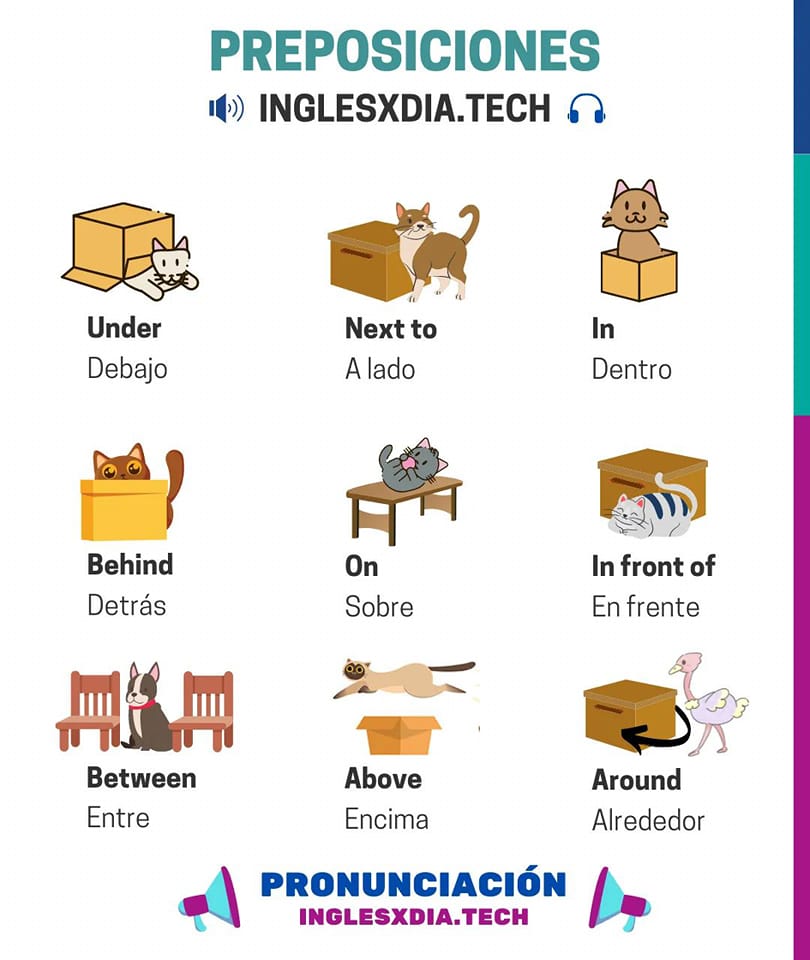 PREPOSICIONES
INGLESXDIA.TECH
Under
Debajo
Next to
A lado
In
Dentro
Behind
Detrás
On
Sobre
In front of
En frente
Between
Entre
Above
Encima
Around
Alrededor
PRONUNCIACIÓN
INGLESXDIA.TECH